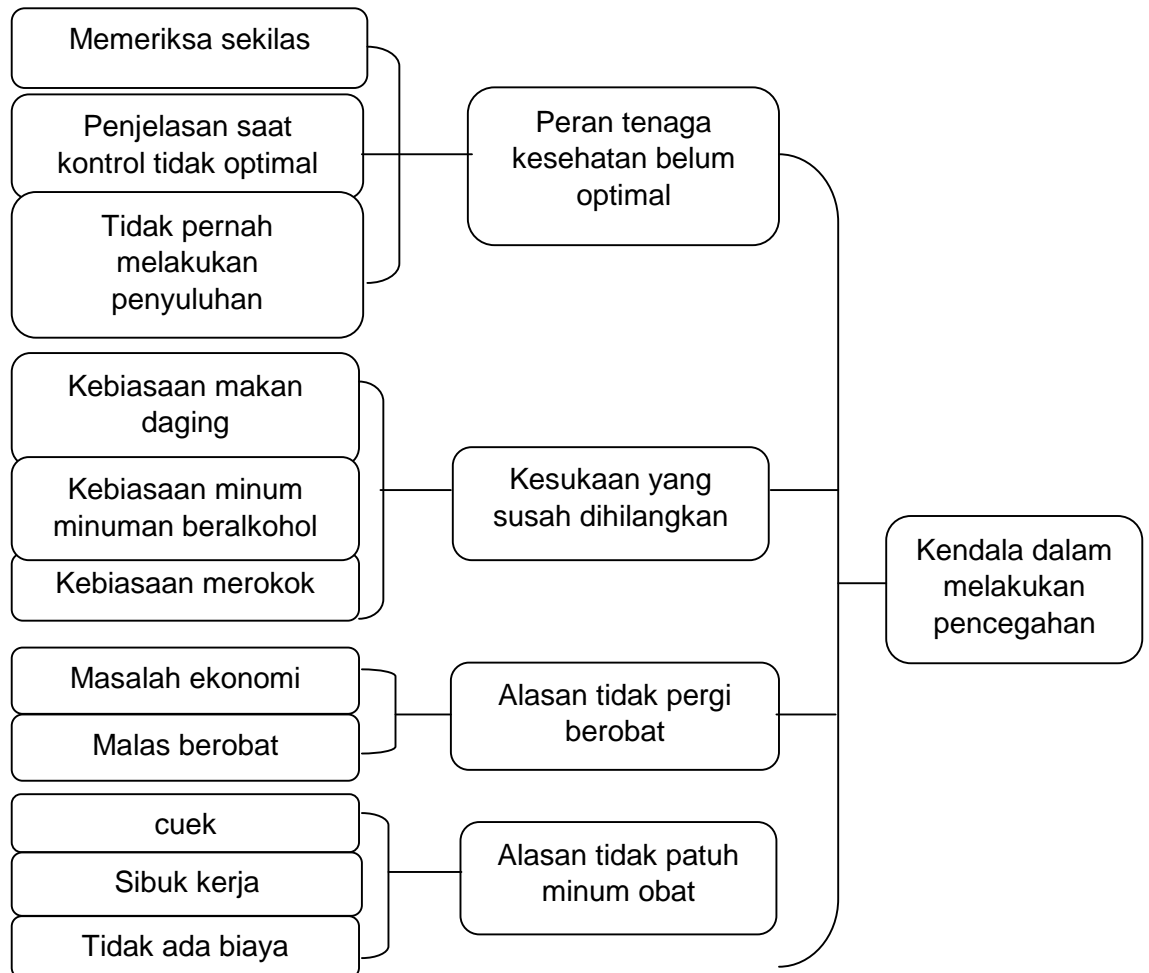 Memeriksa sekilas
Penjelasan saat
kontrol tidak optimal
Tidak pernah
melakukan
penyuluhan
Peran tenaga
kesehatan belum
optimal
Kebiasaan makan
daging
Kebiasaan minum
minuman beralkohol
Kebiasaan merokok
Kesukaan yang
susah dihilangkan
Masalah ekonomi
Malas berobat
Alasan tidak pergi
berobat
cuek
Sibuk kerja
Tidak ada biaya
Alasan tidak patuh
minum obat
Kendala dalam
melakukan
pencegahan